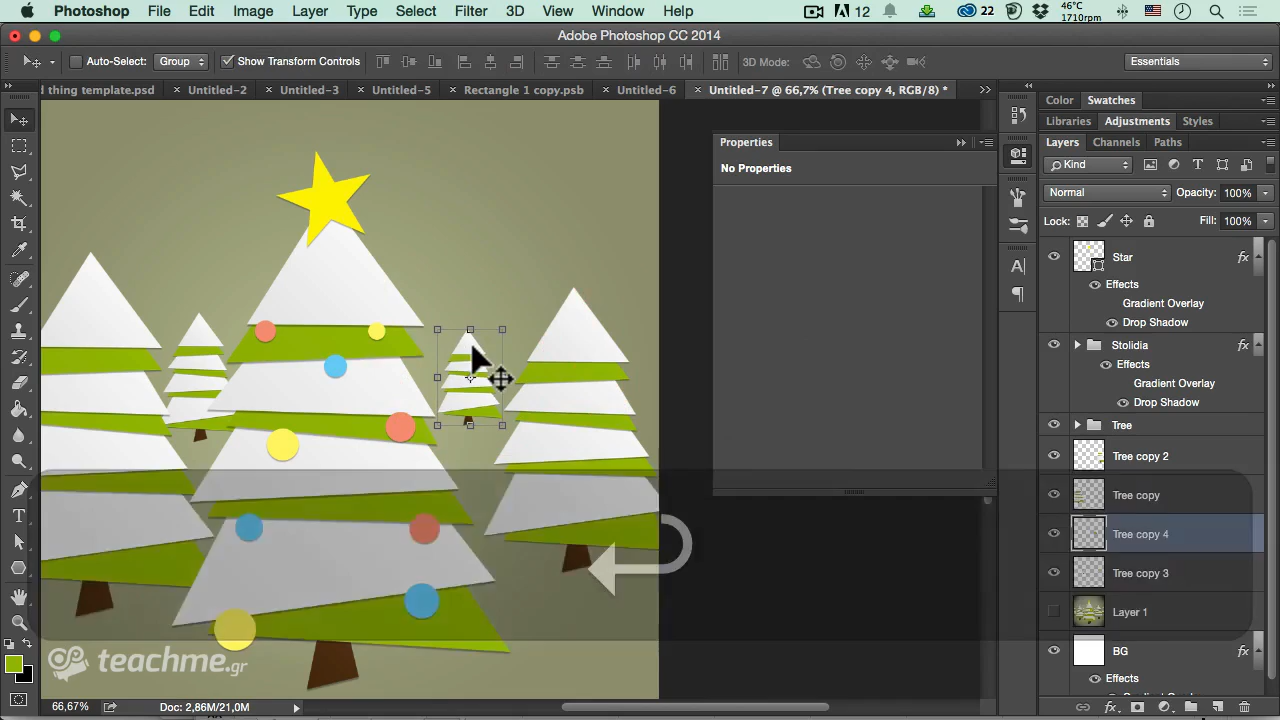 Photoshop File Edit Image Layer Type Select Filter 3D View Window Help 12 22 46°C 1710rpm
Adobe Photoshop CC 2014
Auto-Select: Group Show Transform Controls 3D Mode: Essentials
d thing template.psd × Untitled-2 × Untitled-3 × Untitled-5 × Rectangle 1 copy.psb × Untitled-6 × Untitled-7 @ 66,7% (Tree copy 4, RGB/8) *
Color Swatches
Libraries Adjustments Styles
Properties
No Properties
Layers Channels Paths
Kind
Normal Opacity: 100%
Lock: Fill: 100%
Star fx
Effects
Gradient Overlay
Drop Shadow
Stolidia fx
Effects
Gradient Overlay
Drop Shadow
Tree
Tree copy 2
Tree copy
Tree copy 4
Tree copy 3
Layer 1
BG fx
Effects
teachme.gr
66,67% Doc: 2,86M/21,0M